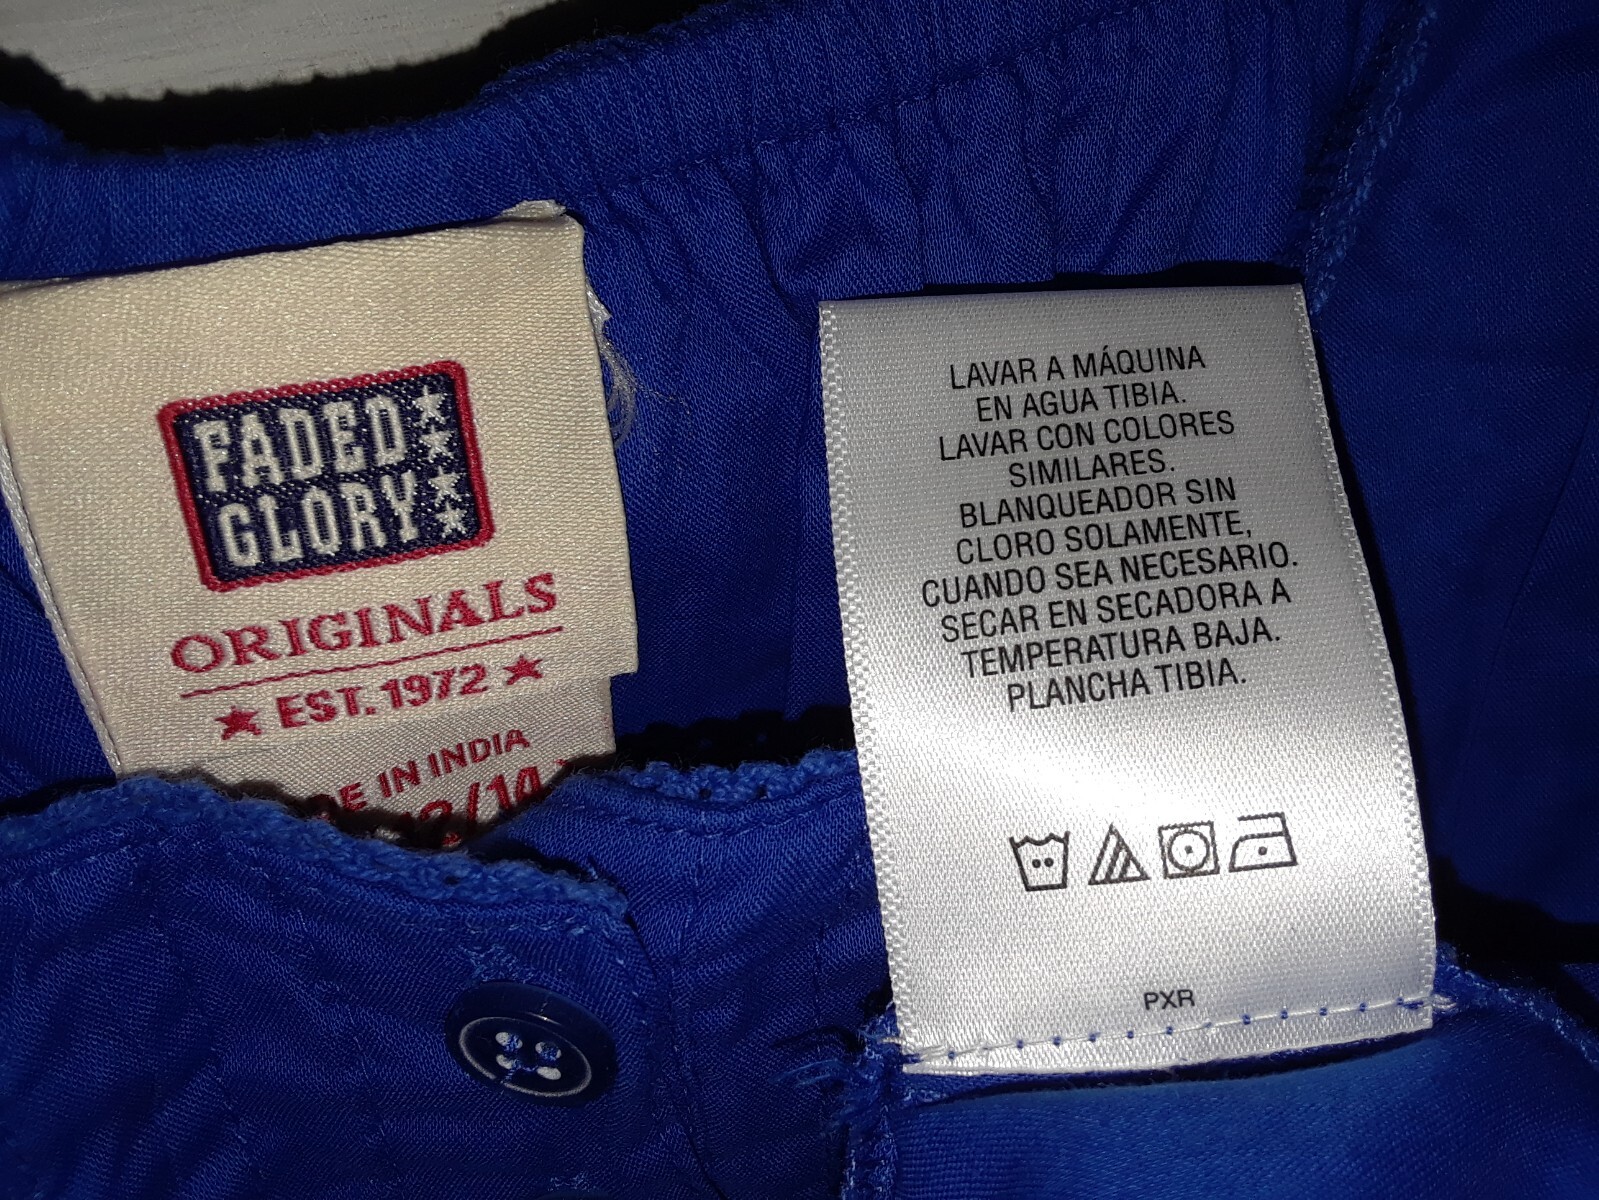 FADED
GLORY
ORIGINALS
EST. 1972
IN INDIA
LAVAR A MÁQUINA
EN AGUA TIBIA.
LAVAR CON COLORES
SIMILARES.
BLANQUEADOR SIN
CLORO SOLAMENTE,
CUANDO SEA NECESARIO.
SECAR EN SECADORA A
TEMPERATURA BAJA.
PLANCHA TIBIA.
PXR